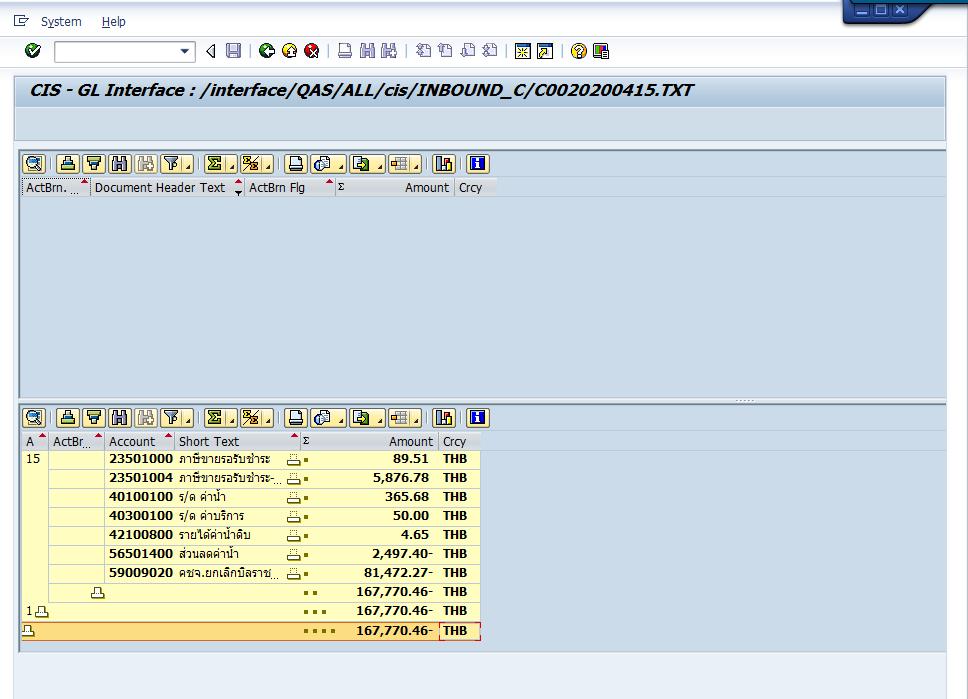 System Help
CIS - GL Interface : /interface/QAS/ALL/cis/INBOUND_C/C0020200415.TXT
ActBrn. ... Document Header Text ActBrn Flg Σ Amount Crcy
A ActBr... Account Short Text Σ Amount Crcy
15 23501000 ภาษีขายรอรับชำระ 89.51 THB
23501004 ภาษีขายรอรับชำระ-... 5,876.78 THB
40100100 ร/ด ค่าน้ำ 365.68 THB
40300100 ร/ด ค่าบริการ 50.00 THB
42100800 รายได้ค่าน้ำดิบ 4.65 THB
56501400 ส่วนลดค่าน้ำ 2,497.40- THB
59009020 คชจ.ยกเลิกบิลราช... 81,472.27- THB
167,770.46- THB
1 167,770.46- THB
167,770.46- THB